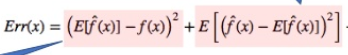 Err(x) = (E[f̂(x)] − f(x))² + E[(f̂(x) − E[f̂(x)])²]